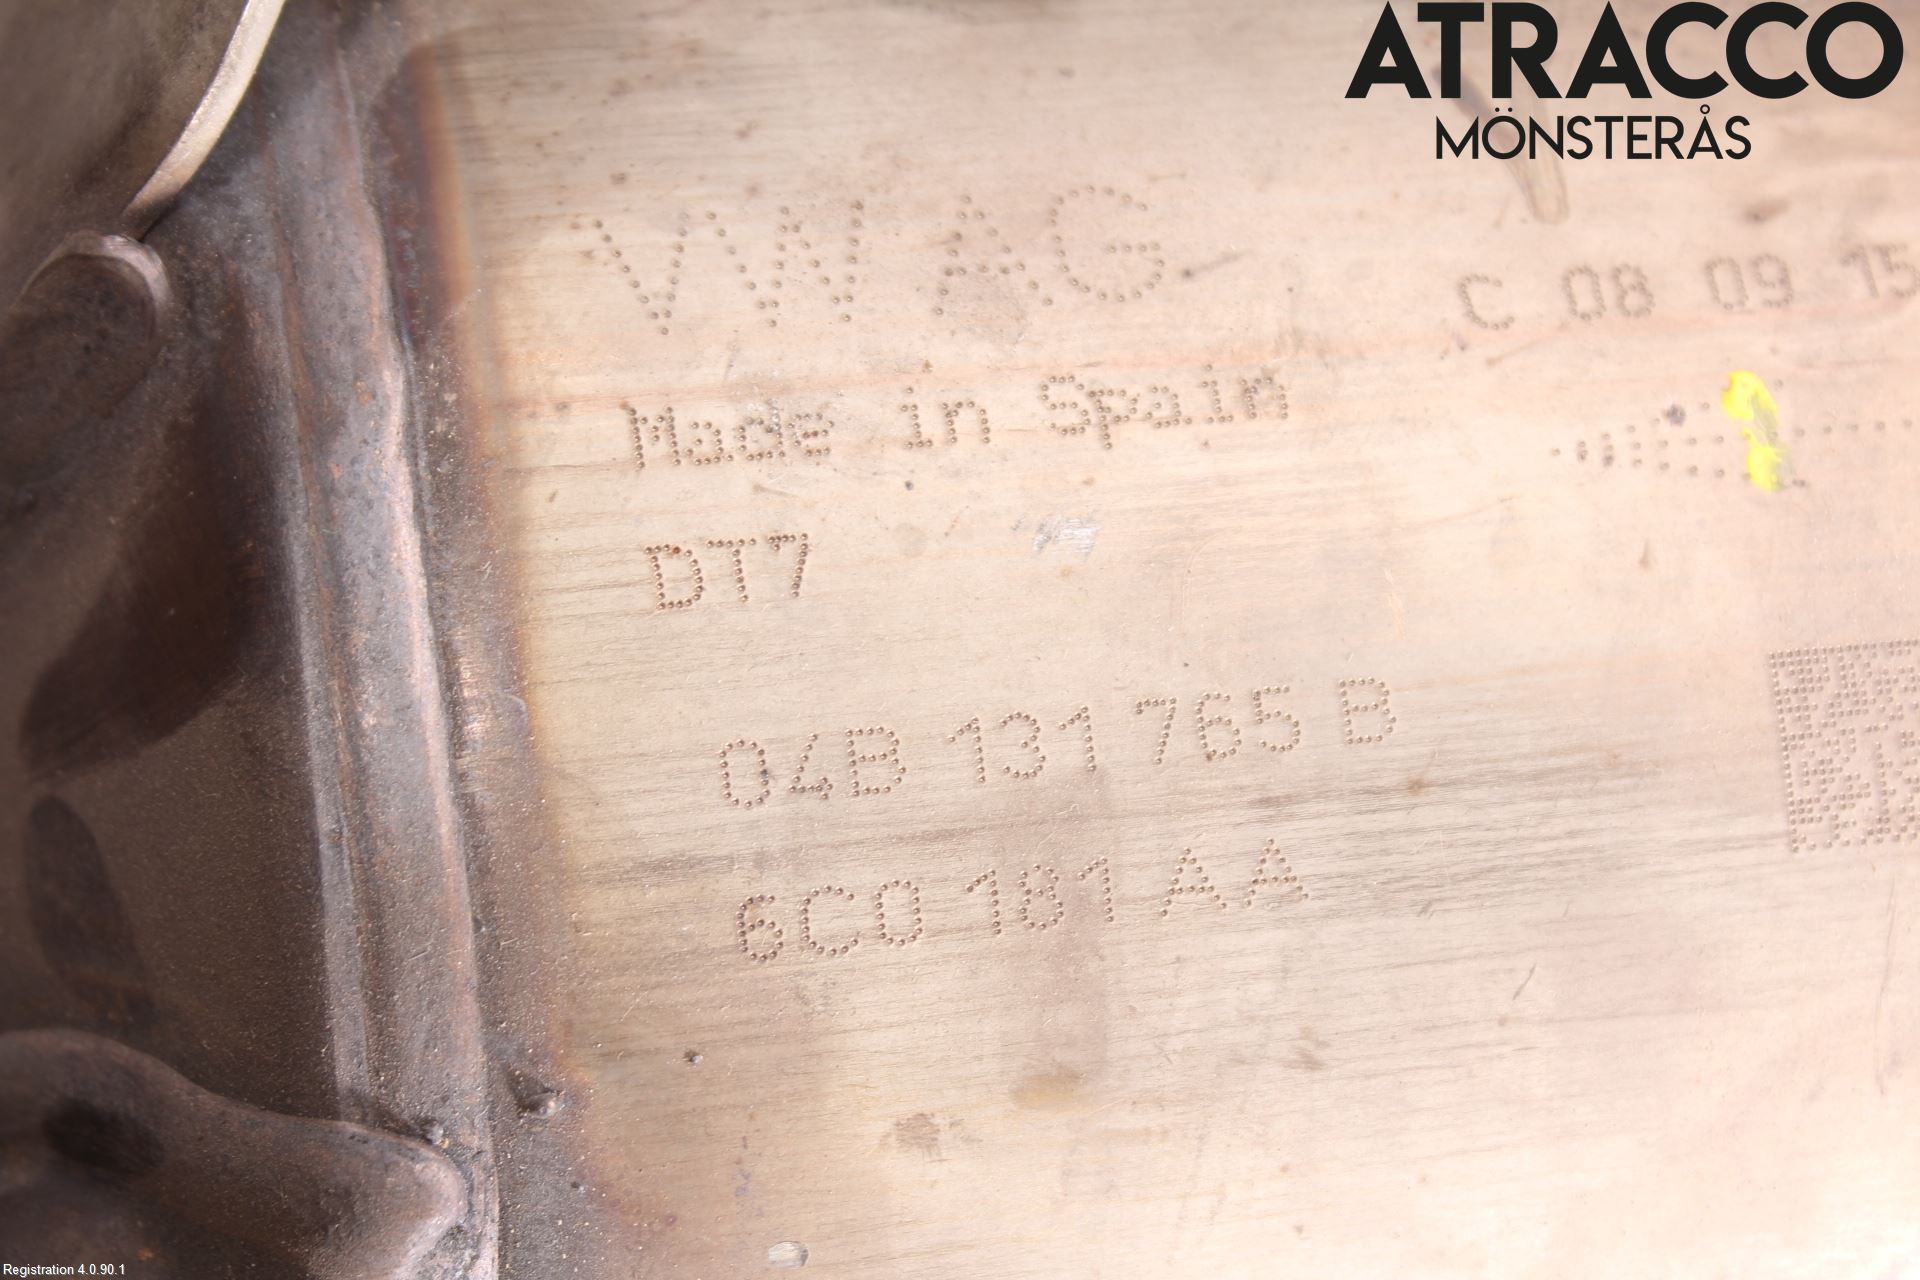 ATRACCO
MÖNSTERÅS
VW AG
C 08 09 15
Made in Spain
DT7
04B 131 765 B
6C0 181 AA
Registration 4.0.90.1